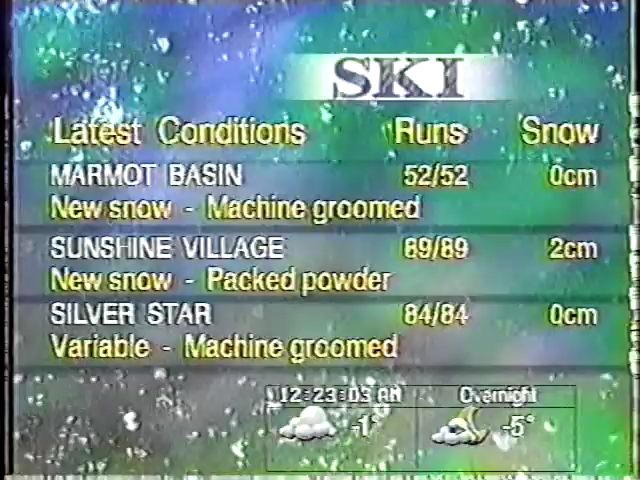 SKI
Latest Conditions Runs Snow
MARMOT BASIN 52/52 0cm
New snow - Machine groomed
SUNSHINE VILLAGE 89/89 2cm
New snow - Packed powder
SILVER STAR 84/84 0cm
Variable - Machine groomed
12:23:03 AM Overnight
-1° -5°